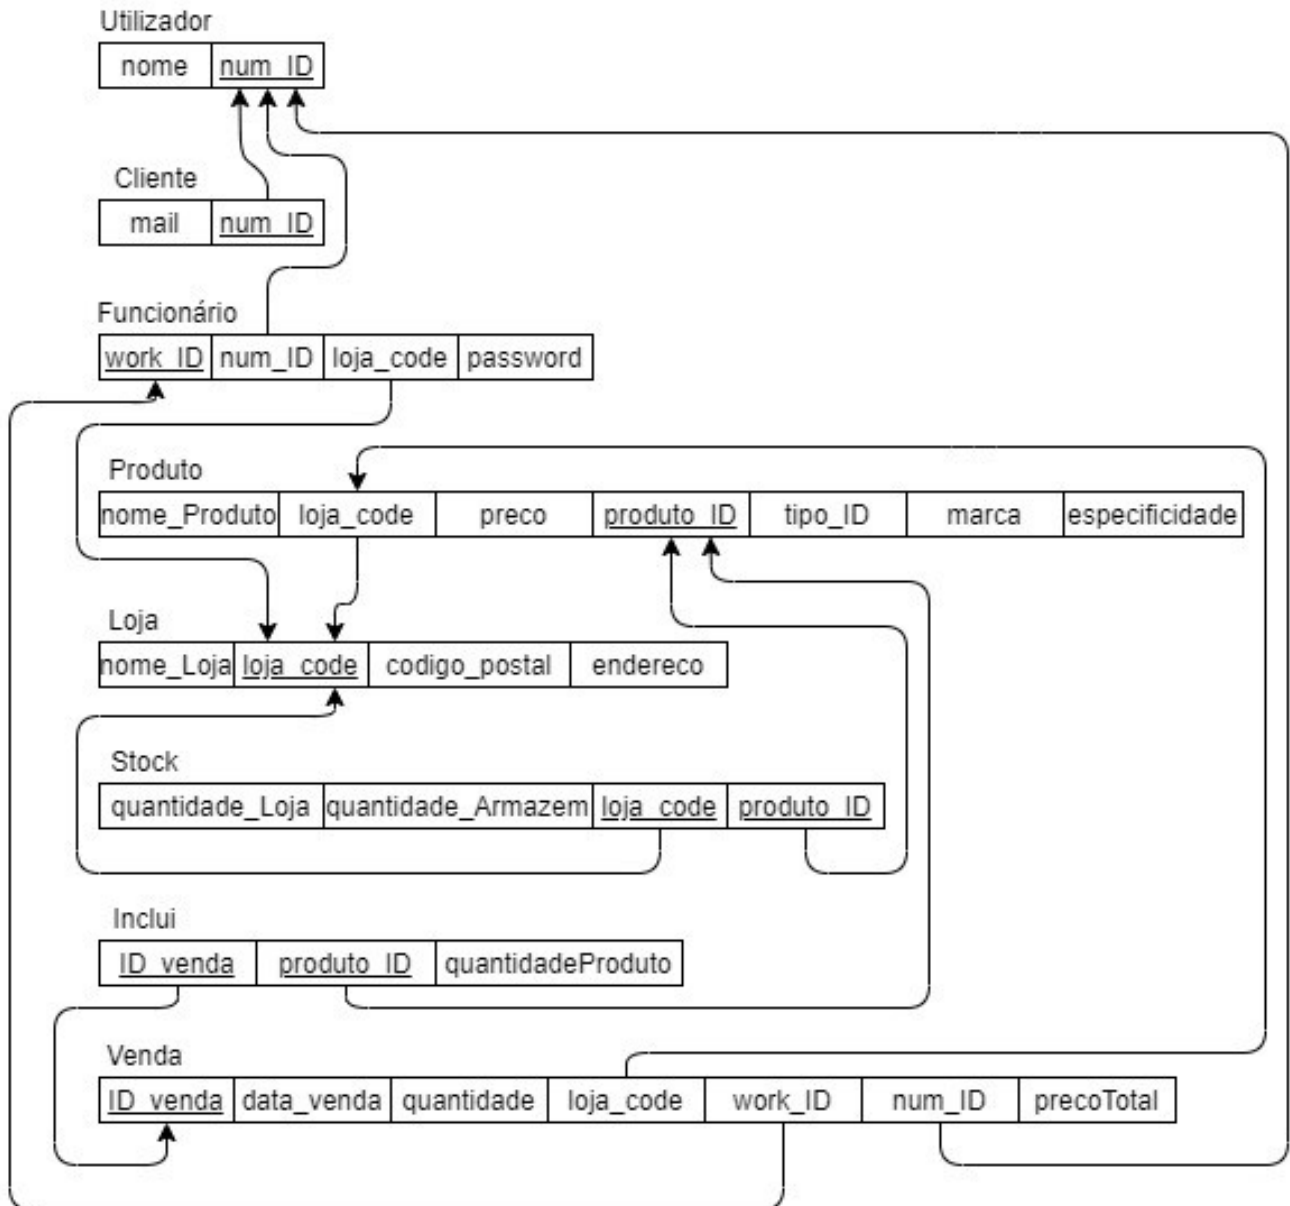 Utilizador
nome num_ID
Cliente
mail num_ID
Funcionário
work_ID num_ID loja_code password
Produto
nome_Produto loja_code preco produto_ID tipo_ID marca especificidade
Loja
nome_Loja loja_code codigo_postal endereco
Stock
quantidade_Loja quantidade_Armazem loja_code produto_ID
Inclui
ID_venda produto_ID quantidadeProduto
Venda
ID_venda data_venda quantidade loja_code work_ID num_ID precoTotal